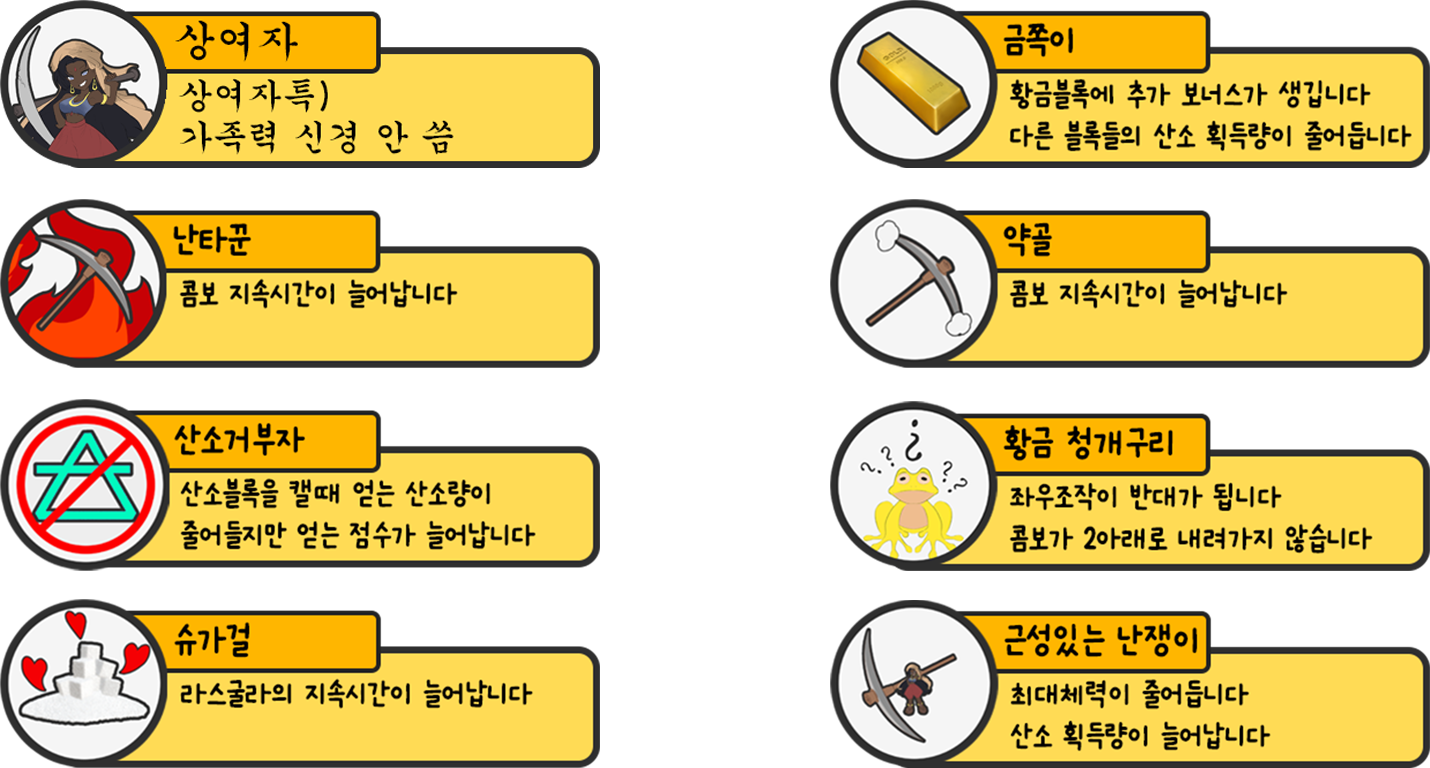 상여자
상여자특)
가족력 신경 안 씀
금쪽이
황금블록에 추가 보너스가 생깁니다
다른 블록들의 산소 획득량이 줄어듭니다
난타꾼
콤보 지속시간이 늘어납니다
약골
콤보 지속시간이 늘어납니다
산소거부자
산소블록을 캘때 얻는 산소량이
줄어들지만 얻는 점수가 늘어납니다
황금 청개구리
좌우조작이 반대가 됩니다
콤보가 2아래로 내려가지 않습니다
슈가걸
라스굴라의 지속시간이 늘어납니다
근성있는 난쟁이
최대체력이 줄어듭니다
산소 획득량이 늘어납니다